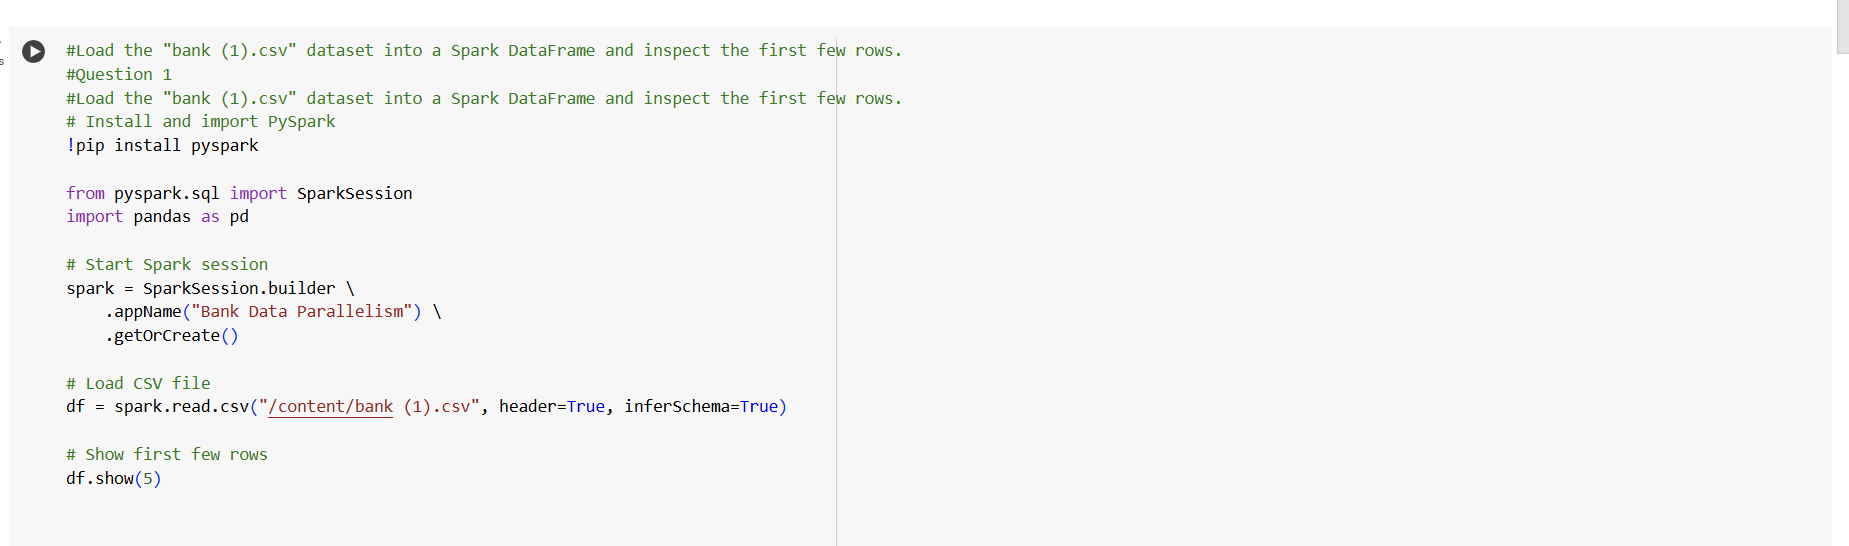 #Load the "bank (1).csv" dataset into a Spark DataFrame and inspect the first few rows.
#Question 1
#Load the "bank (1).csv" dataset into a Spark DataFrame and inspect the first few rows.
# Install and import PySpark
!pip install pyspark
from pyspark.sql import SparkSession
import pandas as pd
# Start Spark session
spark = SparkSession.builder \
    .appName("Bank Data Parallelism") \
    .getOrCreate()
# Load CSV file
df = spark.read.csv("/content/bank (1).csv", header=True, inferSchema=True)
# Show first few rows
df.show(5)